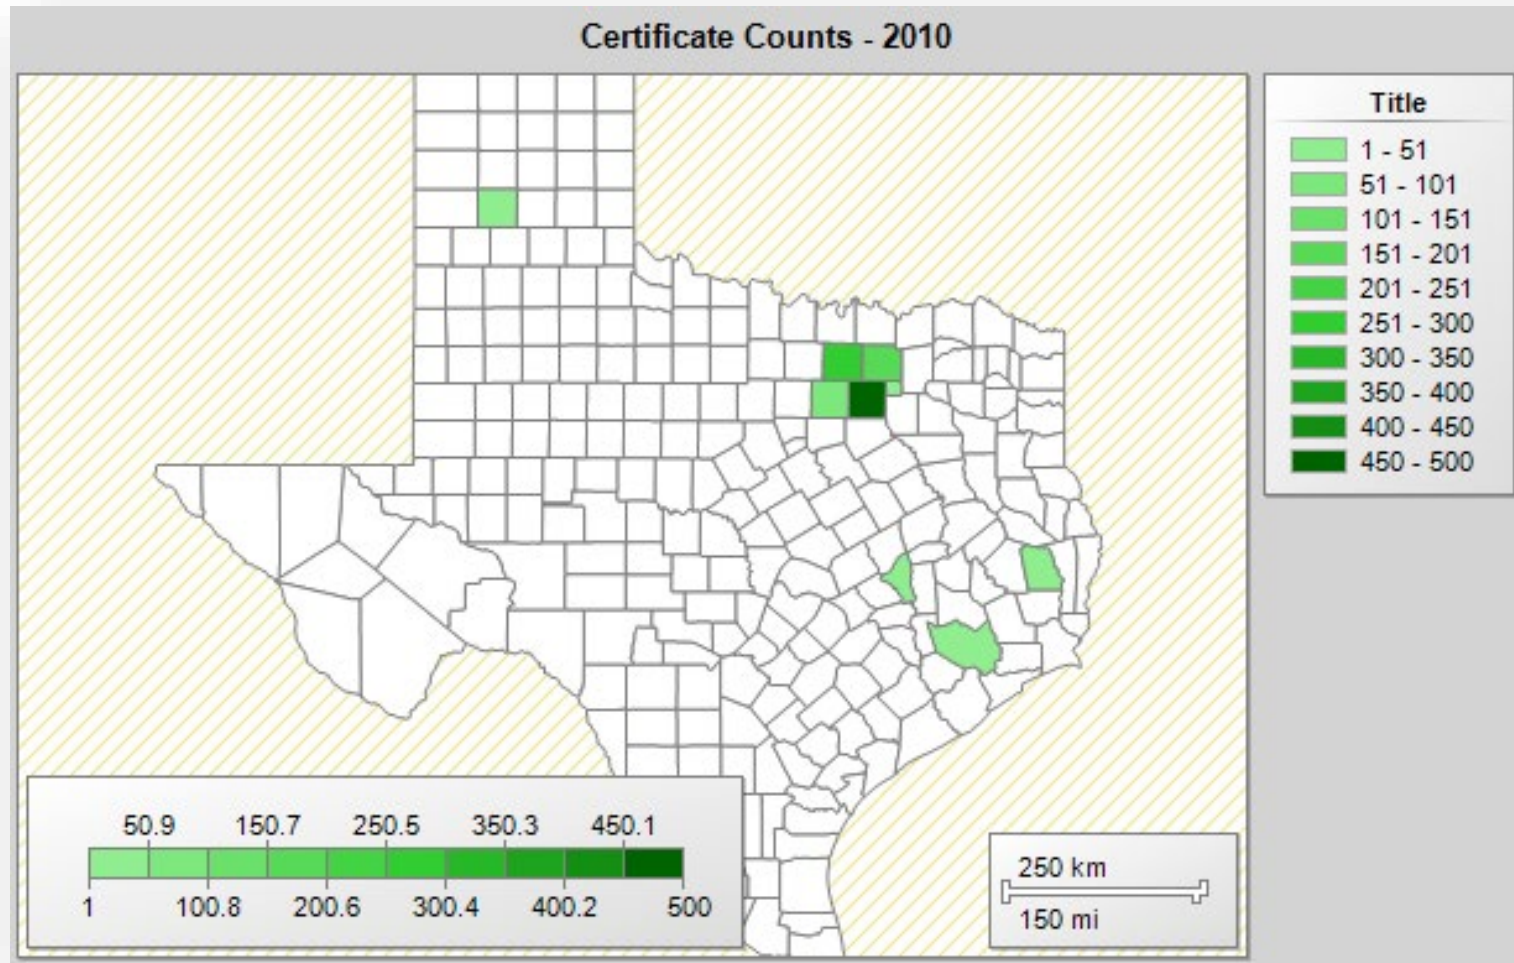 Certificate Counts - 2010
Title
1 - 51
51 - 101
101 - 151
151 - 201
201 - 251
251 - 300
300 - 350
350 - 400
400 - 450
450 - 500
50.9 150.7 250.5 350.3 450.1
1 100.8 200.6 300.4 400.2 500
250 km
150 mi